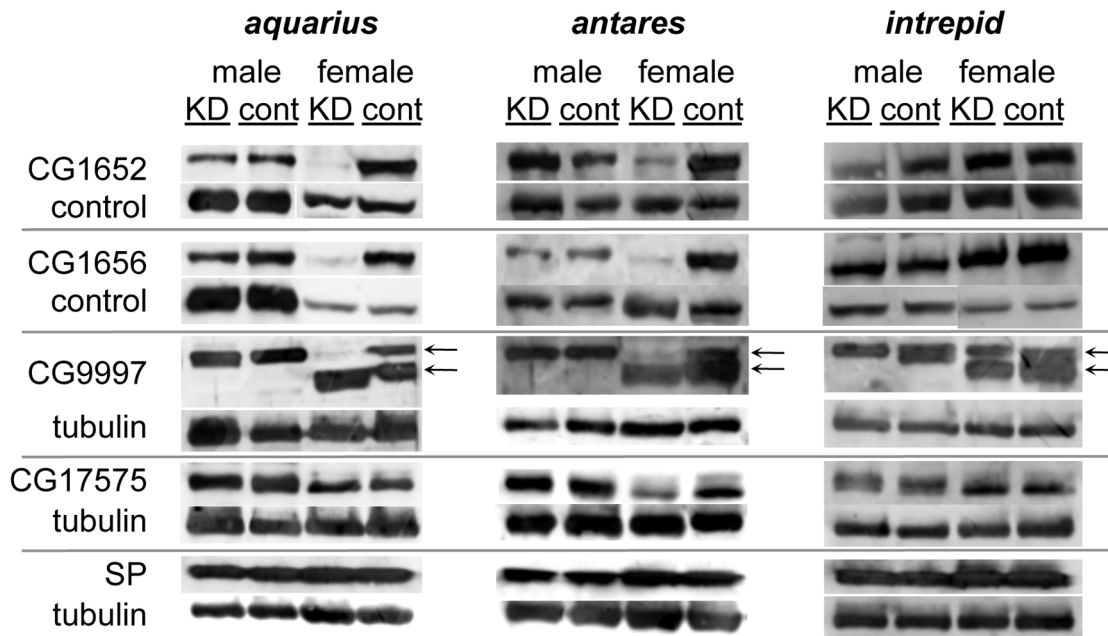 aquarius antares intrepid
male female male female male female
KD cont KD cont KD cont KD cont KD cont KD cont
CG1652
control
CG1656
control
CG9997
tubulin
CG17575
tubulin
SP
tubulin